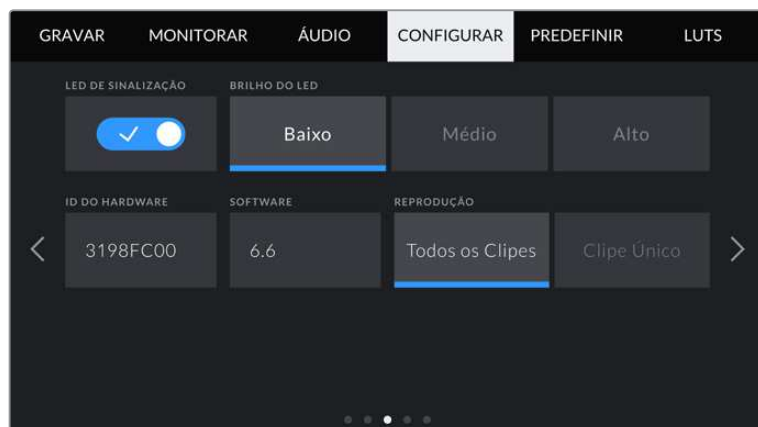 GRAVAR MONITORAR ÁUDIO CONFIGURAR PREDEFINIR LUTS
LED DE SINALIZAÇÃO BRILHO DO LED
Baixo Médio Alto
ID DO HARDWARE SOFTWARE REPRODUÇÃO
3198FC00 6.6 Todos os Clipes Clipe Único